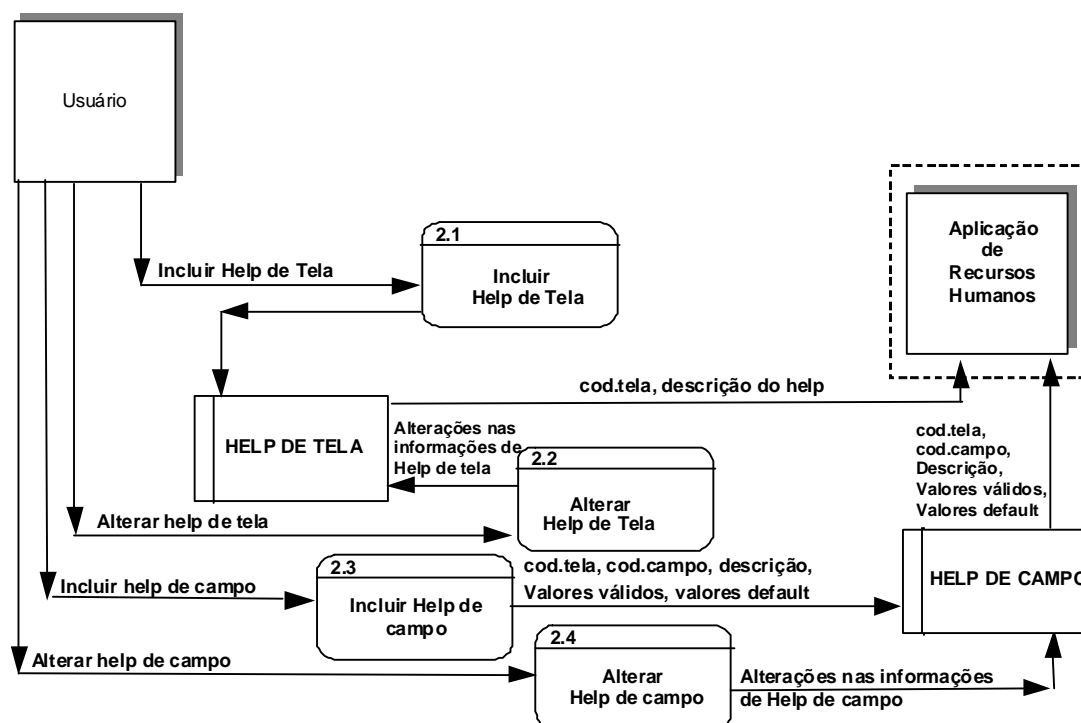 Usuário
2.1
Incluir
Help de Tela
Incluir Help de Tela
Aplicação
de
Recursos
Humanos
cod.tela, descrição do help
HELP DE TELA
Alterações nas
informações de
Help de tela
2.2
Alterar
Help de Tela
Alterar help de tela
cod.tela,
cod.campo,
Descrição,
Valores válidos,
Valores default
2.3
Incluir Help de
campo
Incluir help de campo
cod.tela, cod.campo, descrição,
Valores válidos, valores default
HELP DE CAMPO
2.4
Alterar
Help de campo
Alterar help de campo
Alterações nas informações
de Help de campo